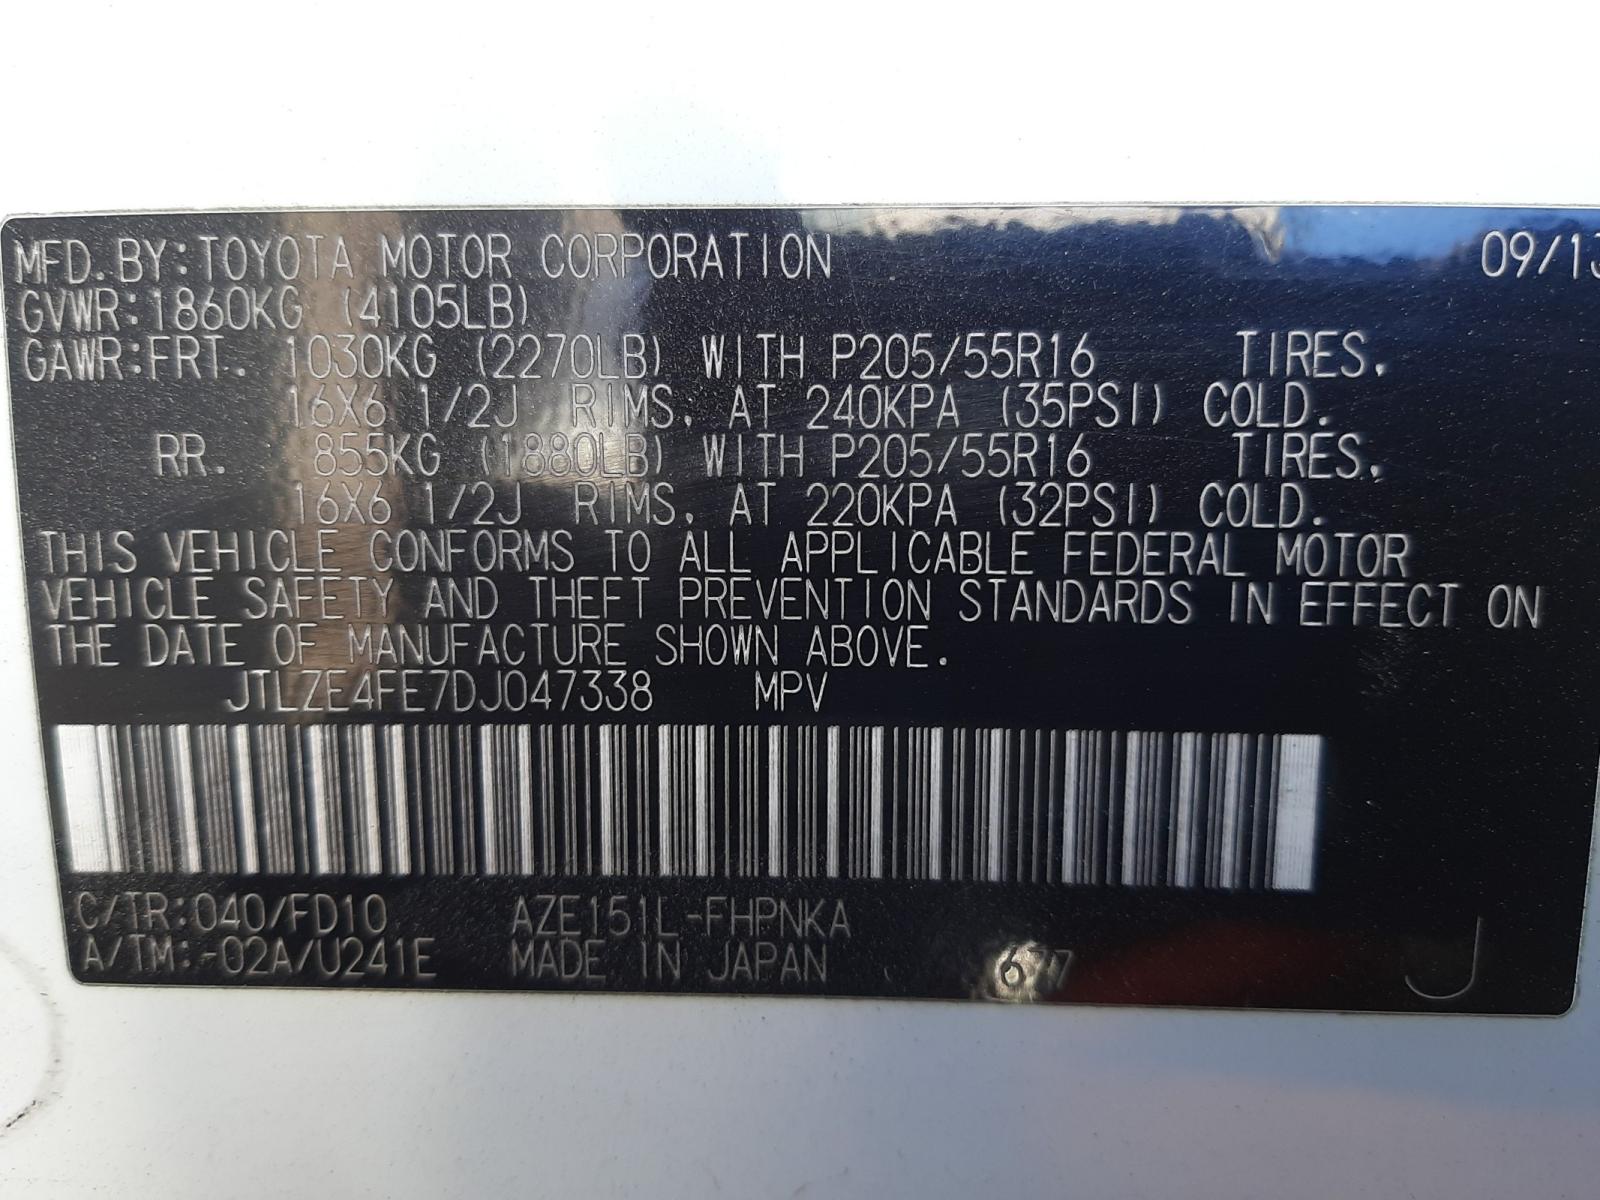 MFD. BY: TOYOTA MOTOR CORPORATION 09/13
GVWR: 1860KG (4105LB)
GAWR: FRT. 1030KG (2270LB) WITH P205/55R16 TIRES,
16X6 1/2J RIMS, AT 240KPA (35PSI) COLD.
RR. 855KG (1880LB) WITH P205/55R16 TIRES,
16X6 1/2J RIMS, AT 220KPA (32PSI) COLD.
THIS VEHICLE CONFORMS TO ALL APPLICABLE FEDERAL MOTOR
VEHICLE SAFETY AND THEFT PREVENTION STANDARDS IN EFFECT ON
THE DATE OF MANUFACTURE SHOWN ABOVE.
JTLZE4FE7DJ047338 MPV
C/TR: 040/FD10 AZE151L-FHPNKA
A/TM: -02A/U241E MADE IN JAPAN 677 J